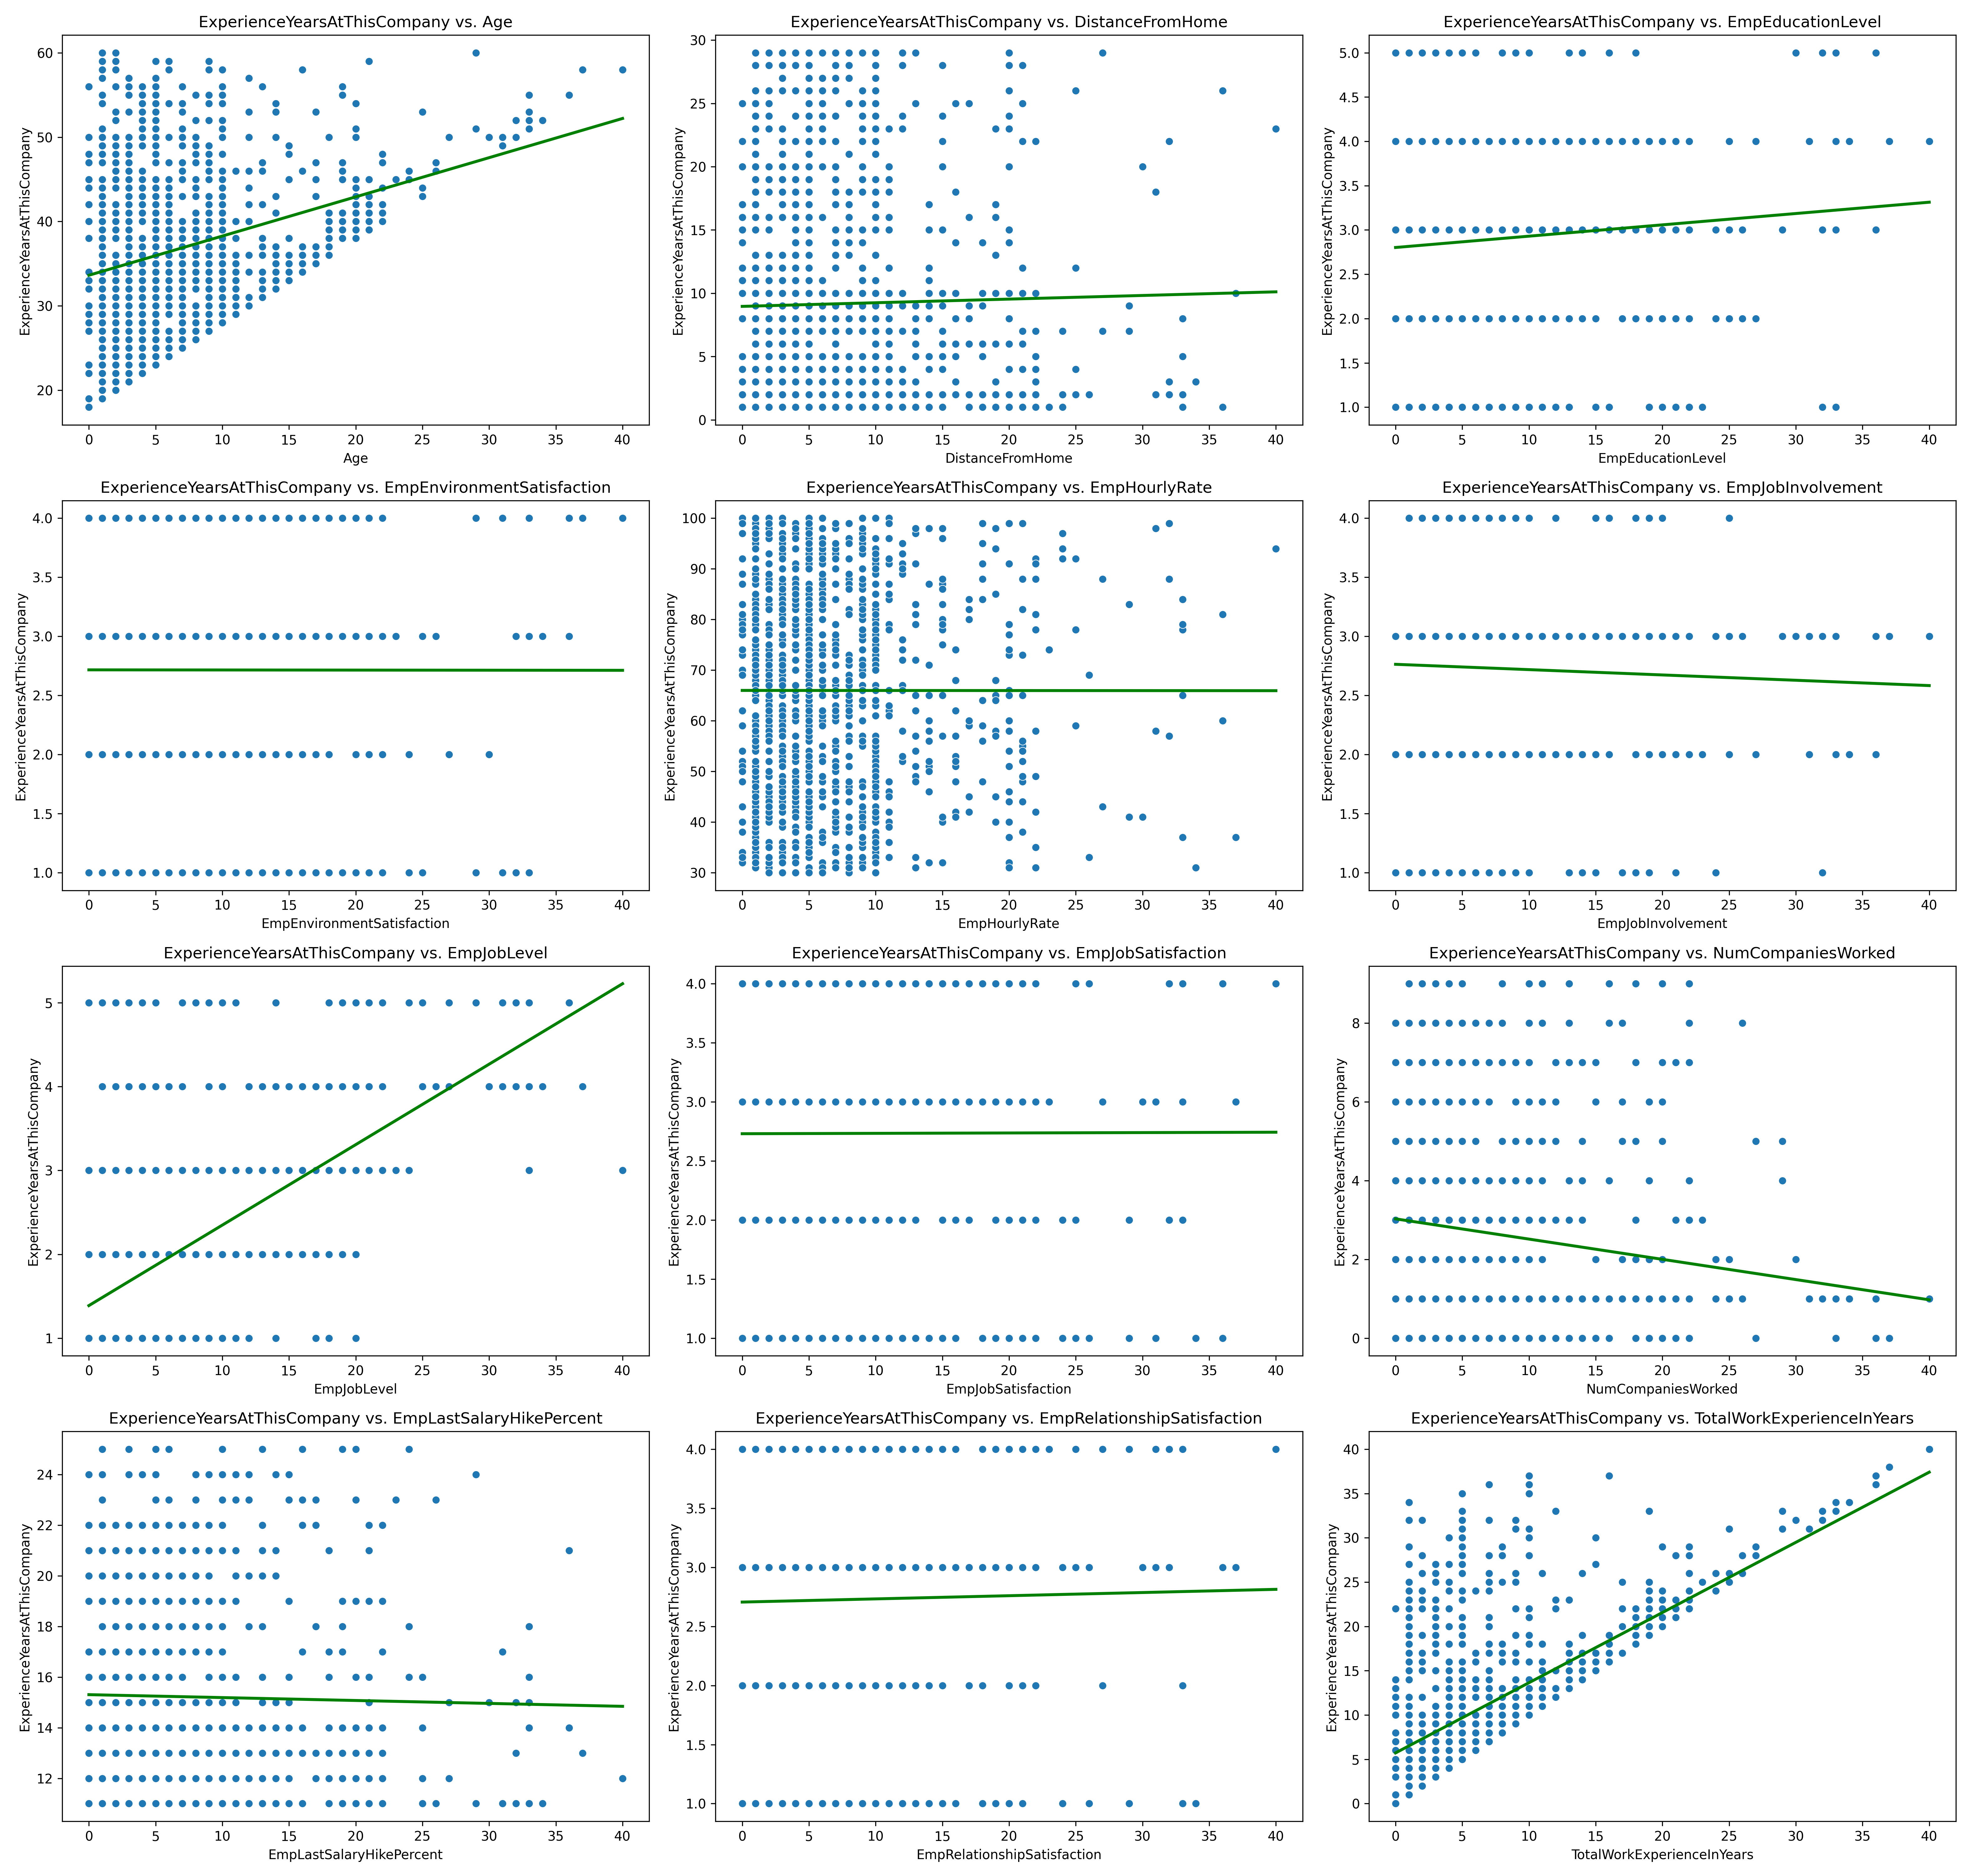 ExperienceYearsAtThisCompany vs. Age
ExperienceYearsAtThisCompany
60
50
40
30
20
0 5 10 15 20 25 30 35 40
Age
ExperienceYearsAtThisCompany vs. DistanceFromHome
ExperienceYearsAtThisCompany
30
25
20
15
10
5
0
0 5 10 15 20 25 30 35 40
DistanceFromHome
ExperienceYearsAtThisCompany vs. EmpEducationLevel
ExperienceYearsAtThisCompany
5.0
4.5
4.0
3.5
3.0
2.5
2.0
1.5
1.0
0 5 10 15 20 25 30 35 40
EmpEducationLevel
ExperienceYearsAtThisCompany vs. EmpEnvironmentSatisfaction
ExperienceYearsAtThisCompany
4.0
3.5
3.0
2.5
2.0
1.5
1.0
0 5 10 15 20 25 30 35 40
EmpEnvironmentSatisfaction
ExperienceYearsAtThisCompany vs. EmpHourlyRate
ExperienceYearsAtThisCompany
100
90
80
70
60
50
40
30
0 5 10 15 20 25 30 35 40
EmpHourlyRate
ExperienceYearsAtThisCompany vs. EmpJobInvolvement
ExperienceYearsAtThisCompany
4.0
3.5
3.0
2.5
2.0
1.5
1.0
0 5 10 15 20 25 30 35 40
EmpJobInvolvement
ExperienceYearsAtThisCompany vs. EmpJobLevel
ExperienceYearsAtThisCompany
5
4
3
2
1
0 5 10 15 20 25 30 35 40
EmpJobLevel
ExperienceYearsAtThisCompany vs. EmpJobSatisfaction
ExperienceYearsAtThisCompany
4.0
3.5
3.0
2.5
2.0
1.5
1.0
0 5 10 15 20 25 30 35 40
EmpJobSatisfaction
ExperienceYearsAtThisCompany vs. NumCompaniesWorked
ExperienceYearsAtThisCompany
8
6
4
2
0
0 5 10 15 20 25 30 35 40
NumCompaniesWorked
ExperienceYearsAtThisCompany vs. EmpLastSalaryHikePercent
ExperienceYearsAtThisCompany
24
22
20
18
16
14
12
0 5 10 15 20 25 30 35 40
EmpLastSalaryHikePercent
ExperienceYearsAtThisCompany vs. EmpRelationshipSatisfaction
ExperienceYearsAtThisCompany
4.0
3.5
3.0
2.5
2.0
1.5
1.0
0 5 10 15 20 25 30 35 40
EmpRelationshipSatisfaction
ExperienceYearsAtThisCompany vs. TotalWorkExperienceInYears
ExperienceYearsAtThisCompany
40
35
30
25
20
15
10
5
0
0 5 10 15 20 25 30 35 40
TotalWorkExperienceInYears